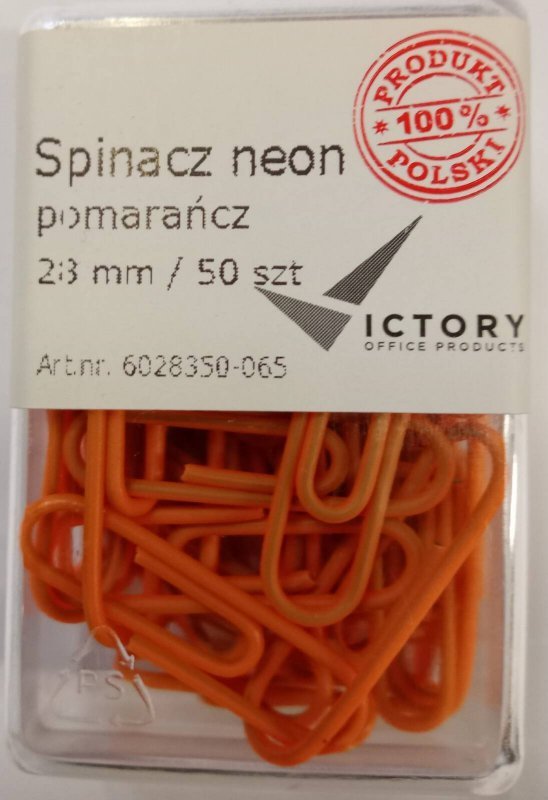 PRODUKT
100%
POLSKI
Spinacz neon
pomarańcz
28 mm / 50 szt
VICTORY
OFFICE PRODUCTS
Art.nr. 6028350-065
PS